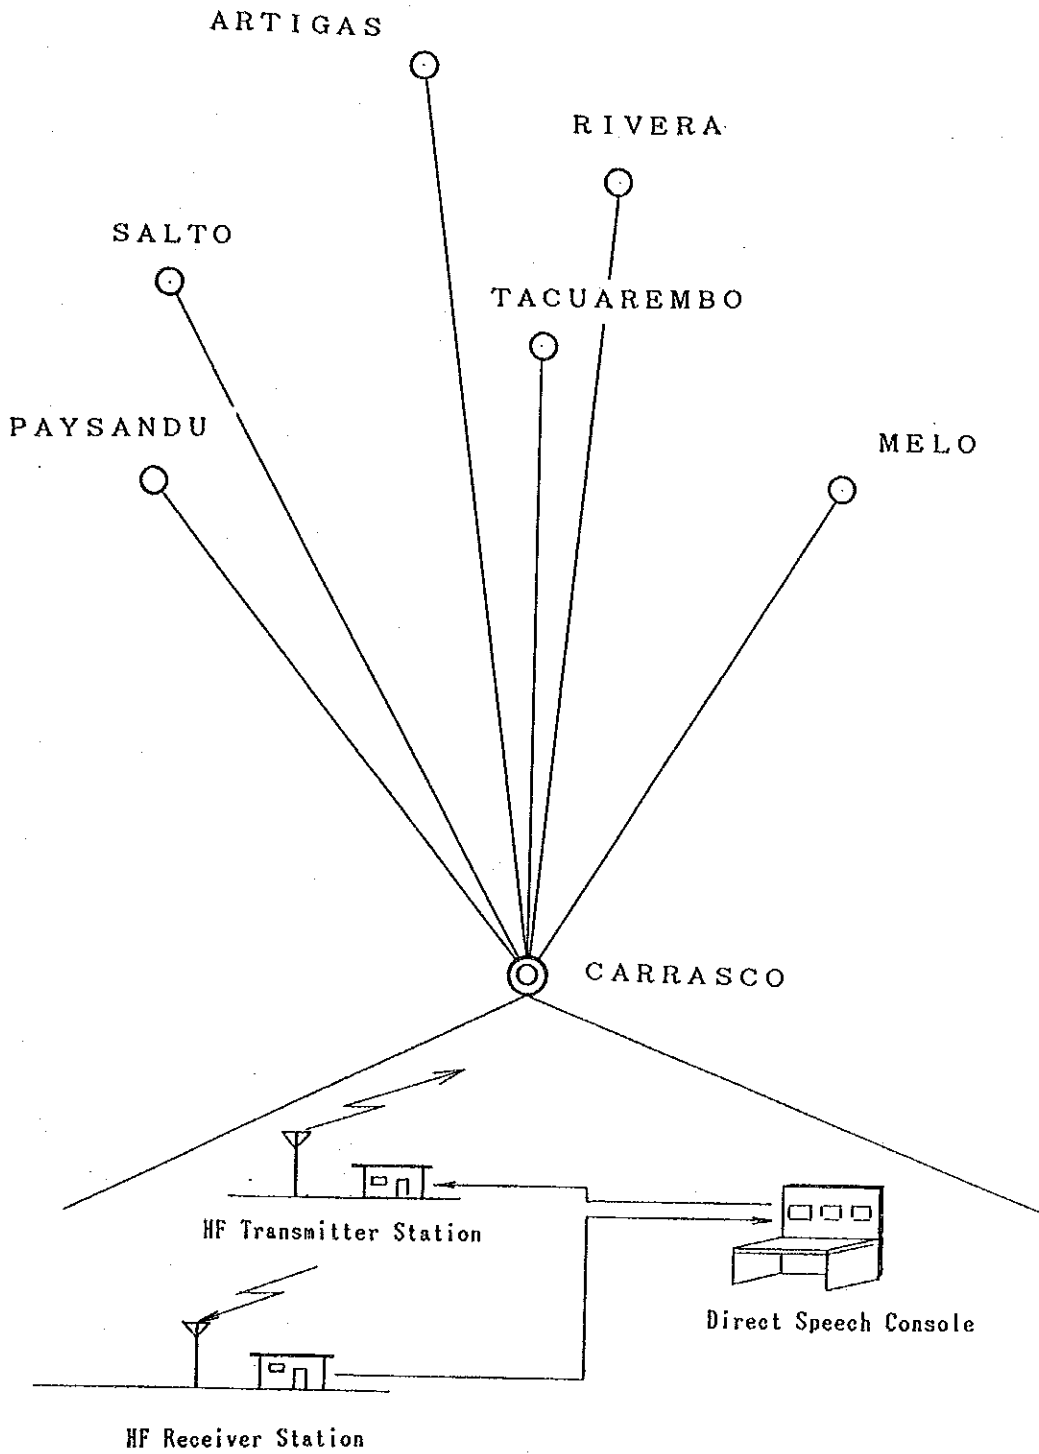 ARTIGAS
RIVERA
SALTO
TACUAREMBO
PAYSANDU
MELO
CARRASCO
HF Transmitter Station
Direct Speech Console
HF Receiver Station